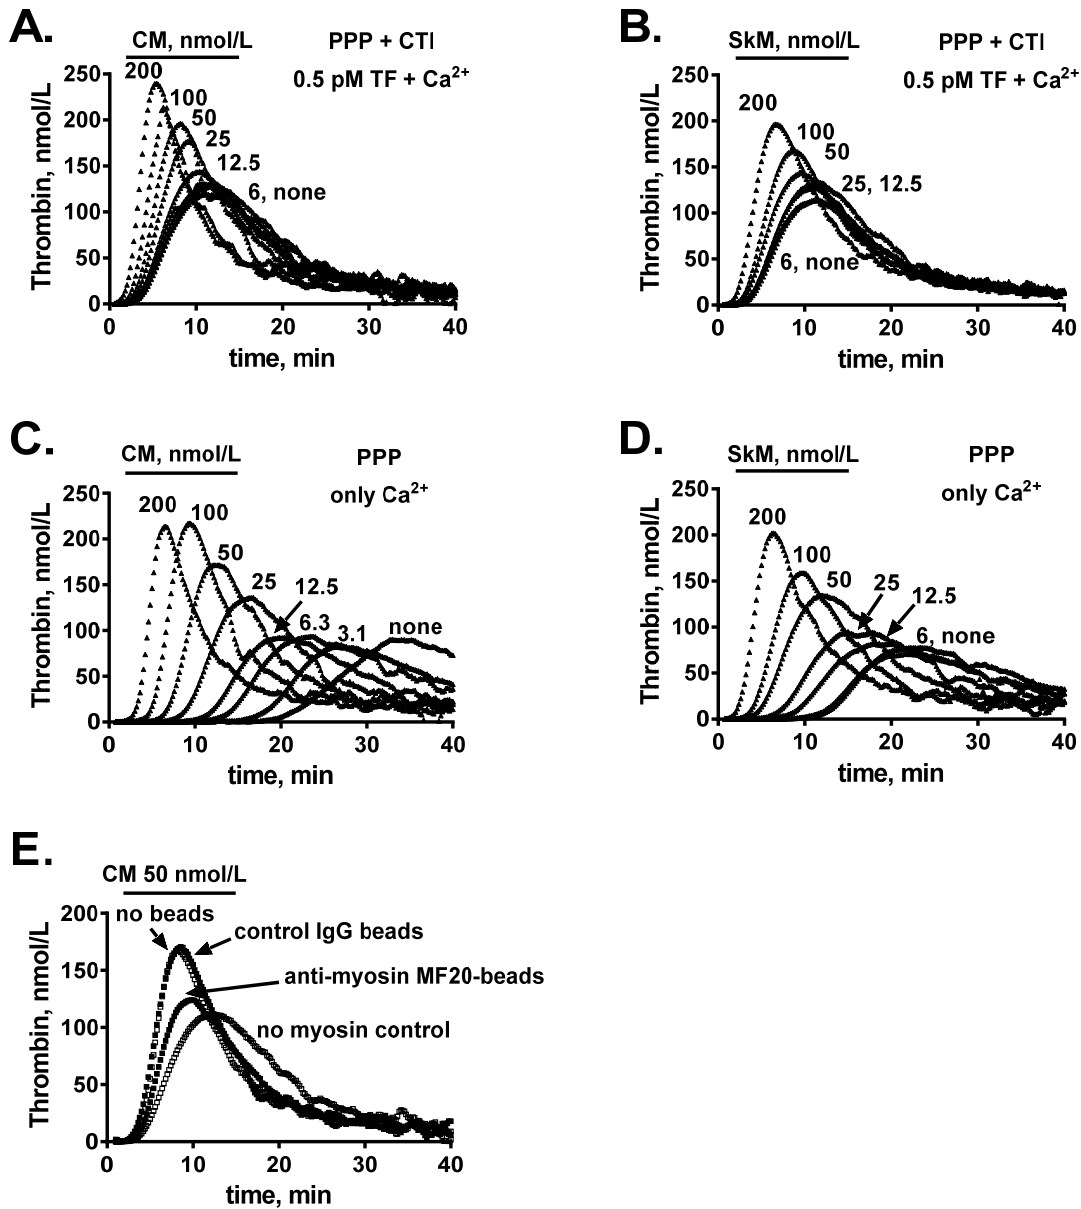 A.
CM, nmol/L
PPP + CTI
0.5 pM TF + Ca²⁺
Thrombin, nmol/L
250
200
150
100
50
0
200
100
50
25
12.5
6, none
0 10 20 30 40
time, min
B.
SkM, nmol/L
PPP + CTI
0.5 pM TF + Ca²⁺
Thrombin, nmol/L
250
200
150
100
50
0
200
100
50
25, 12.5
6, none
0 10 20 30 40
time, min
C.
CM, nmol/L
PPP
only Ca²⁺
Thrombin, nmol/L
250
200
150
100
50
0
200
100
50
25
12.5
6.3
3.1
none
0 10 20 30 40
time, min
D.
SkM, nmol/L
PPP
only Ca²⁺
Thrombin, nmol/L
250
200
150
100
50
0
200
100
50
25
12.5
6, none
0 10 20 30 40
time, min
E.
CM 50 nmol/L
Thrombin, nmol/L
200
150
100
50
0
no beads
control IgG beads
anti-myosin MF20-beads
no myosin control
0 10 20 30 40
time, min